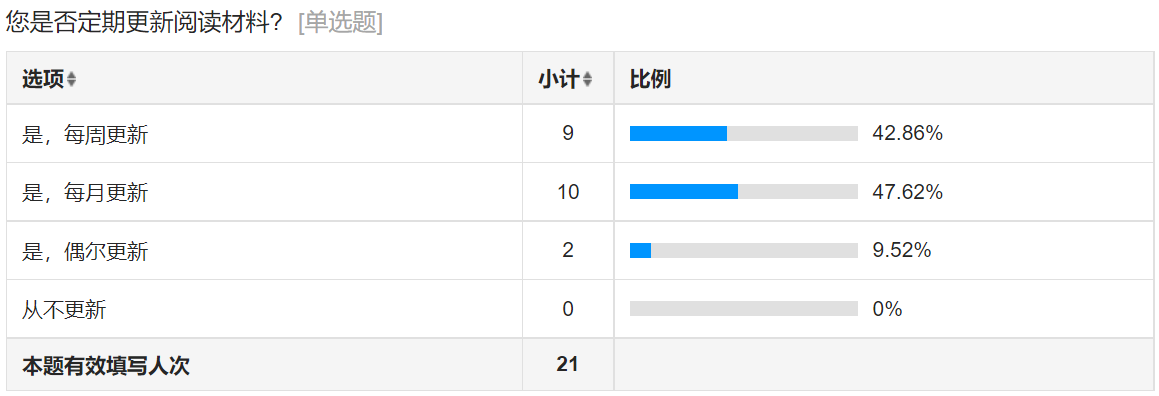 您是否定期更新阅读材料? [单选题]
选项 小计 比例
是，每周更新 9 42.86%
是，每月更新 10 47.62%
是，偶尔更新 2 9.52%
从不更新 0 0%
本题有效填写人次 21